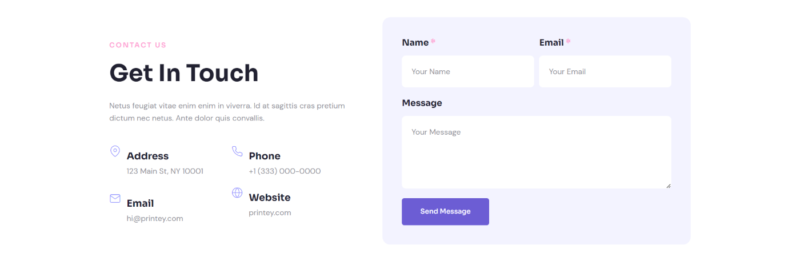 CONTACT US
Get In Touch
Netus feugiat vitae enim enim in viverra. Id at sagittis cras pretium
dictum nec netus. Ante dolor quis convallis.
Address
123 Main St, NY 10001
Phone
+1 (333) 000-0000
Email
hi@printey.com
Website
printey.com
Name *
Email *
Your Name
Your Email
Message
Your Message
Send Message